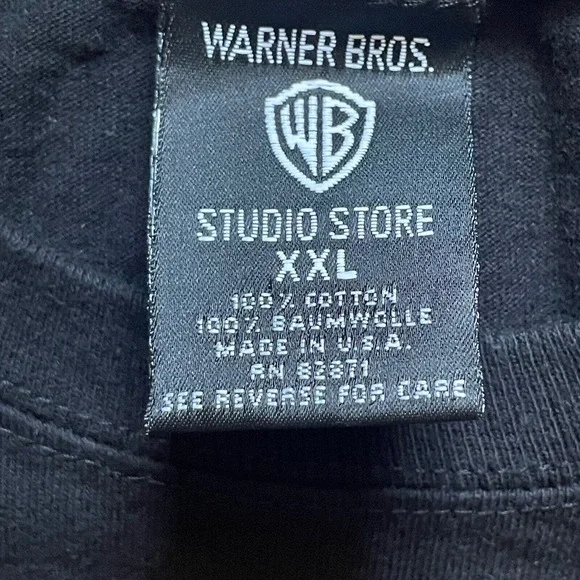 WARNER BROS.
WB
STUDIO STORE
XXL
100% COTTON
100% BAUMWOLLE
MADE IN U.S.A.
RN 82871
SEE REVERSE FOR CARE